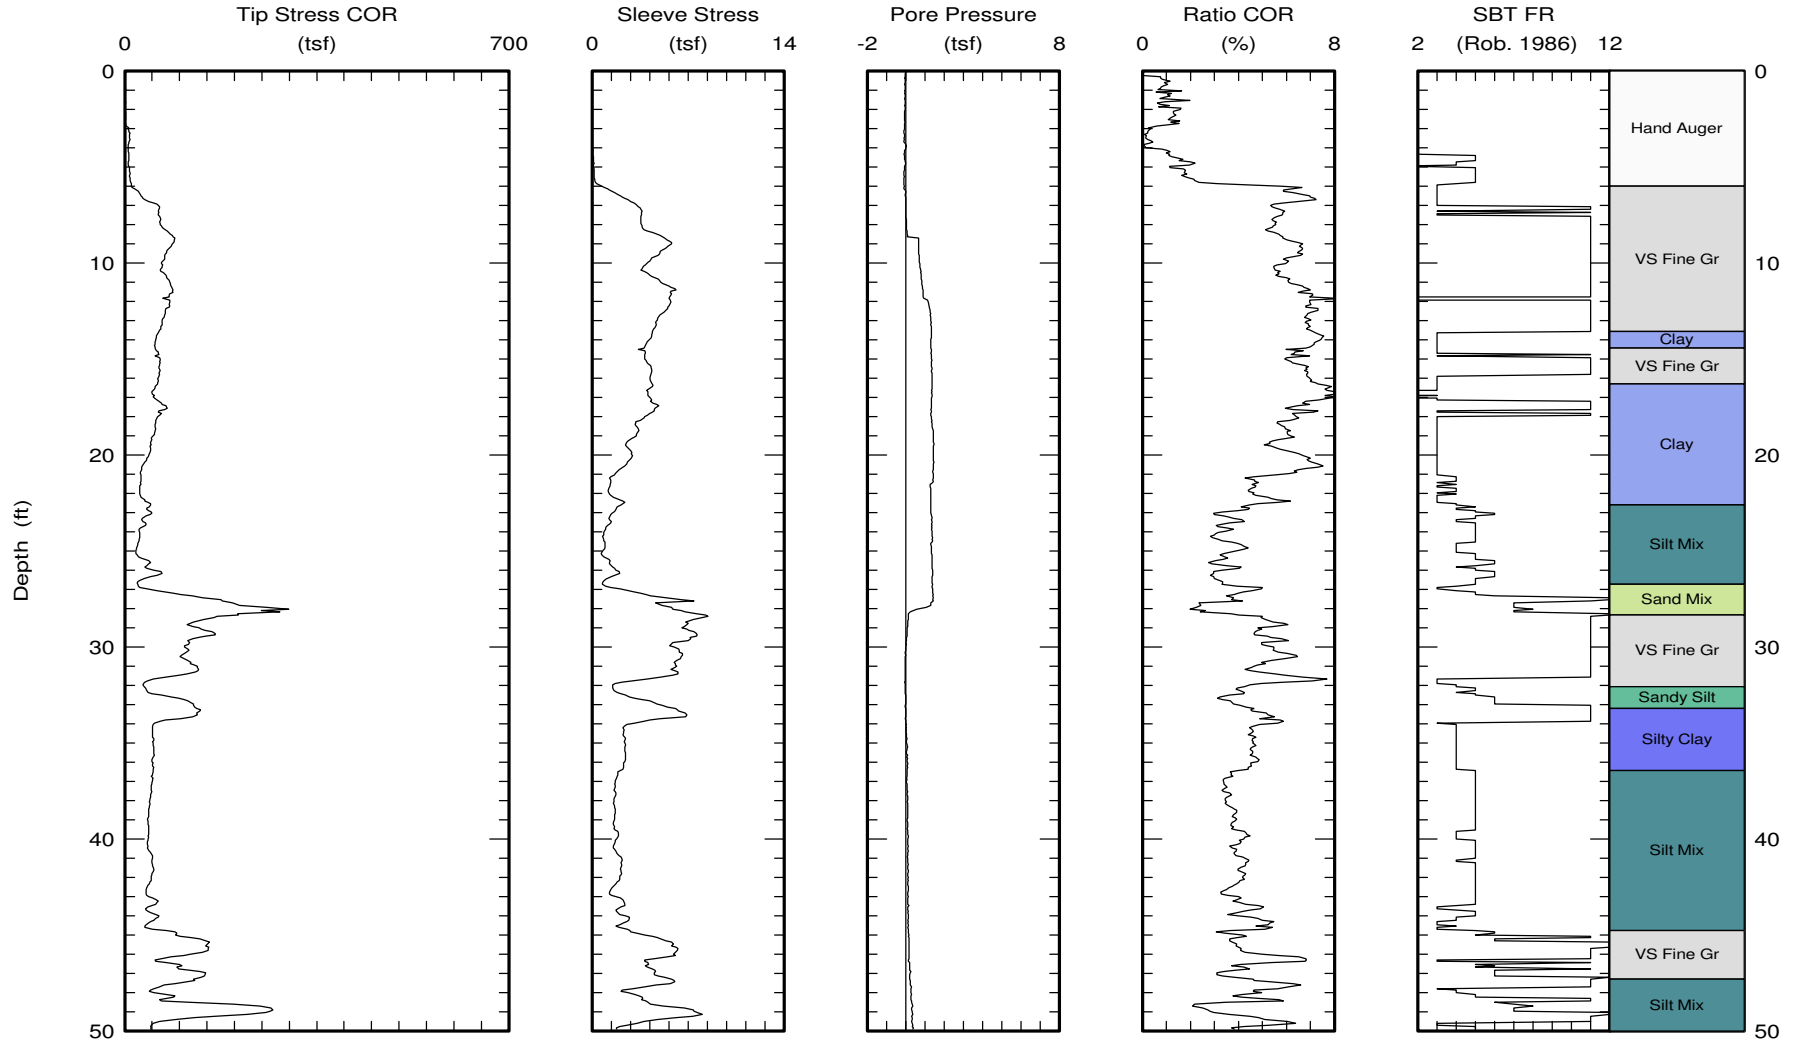 Tip Stress COR Sleeve Stress Pore Pressure Ratio COR SBT FR
0 (tsf) 700 0 (tsf) 14 -2 (tsf) 8 0 (%) 8 2 (Rob. 1986) 12
0 0
Hand Auger
VS Fine Gr
10 10
Clay
VS Fine Gr
Clay
20 20
Depth (ft)
Silt Mix
Sand Mix
30 VS Fine Gr 30
Sandy Silt
Silty Clay
40 40
Silt Mix
VS Fine Gr
Silt Mix
50 50